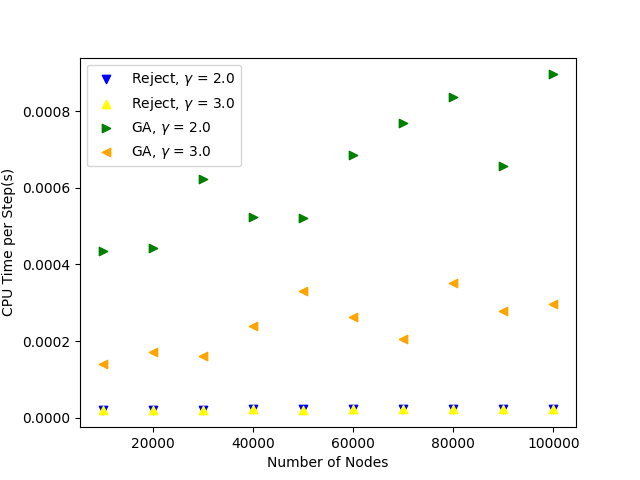 Reject, γ = 2.0
Reject, γ = 3.0
GA, γ = 2.0
GA, γ = 3.0
CPU Time per Step(s)
0.0008
0.0006
0.0004
0.0002
0.0000
20000 40000 60000 80000 100000
Number of Nodes